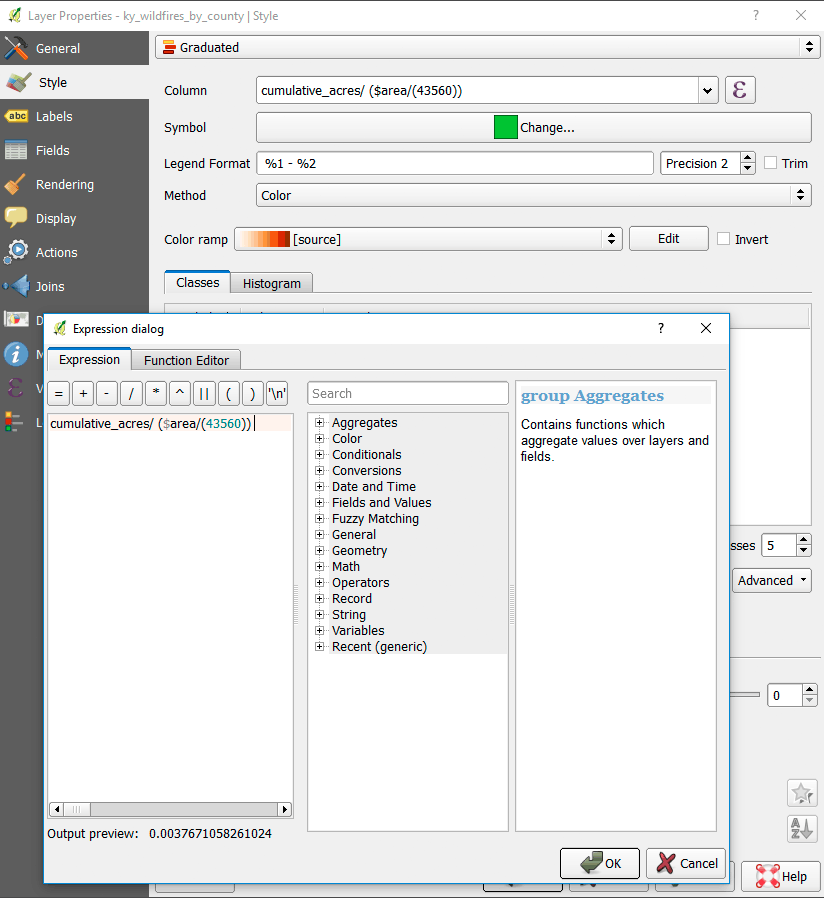 Layer Properties - ky_wildfires_by_county | Style
?
General
Graduated
Style
Column
cumulative_acres/ ($area/(43560))
ε
abc
Labels
Symbol
Change...
Fields
Legend Format
%1 - %2
Precision 2
Trim
Rendering
Method
Color
Display
Color ramp
[source]
Edit
Invert
Actions
Classes
Histogram
Joins
D
M
V
L
Expression dialog
?
Expression
Function Editor
=
+
-
/
*
^
||
(
)
'\n'
Search
group Aggregates
cumulative_acres/ ($area/(43560))
Aggregates
Color
Conditionals
Conversions
Date and Time
Fields and Values
Fuzzy Matching
General
Geometry
Math
Operators
Record
String
Variables
Recent (generic)
Contains functions which
aggregate values over layers and
fields.
sses
5
Advanced
0
A
Z
Output preview: 0.0037671058261024
OK
Cancel
Help